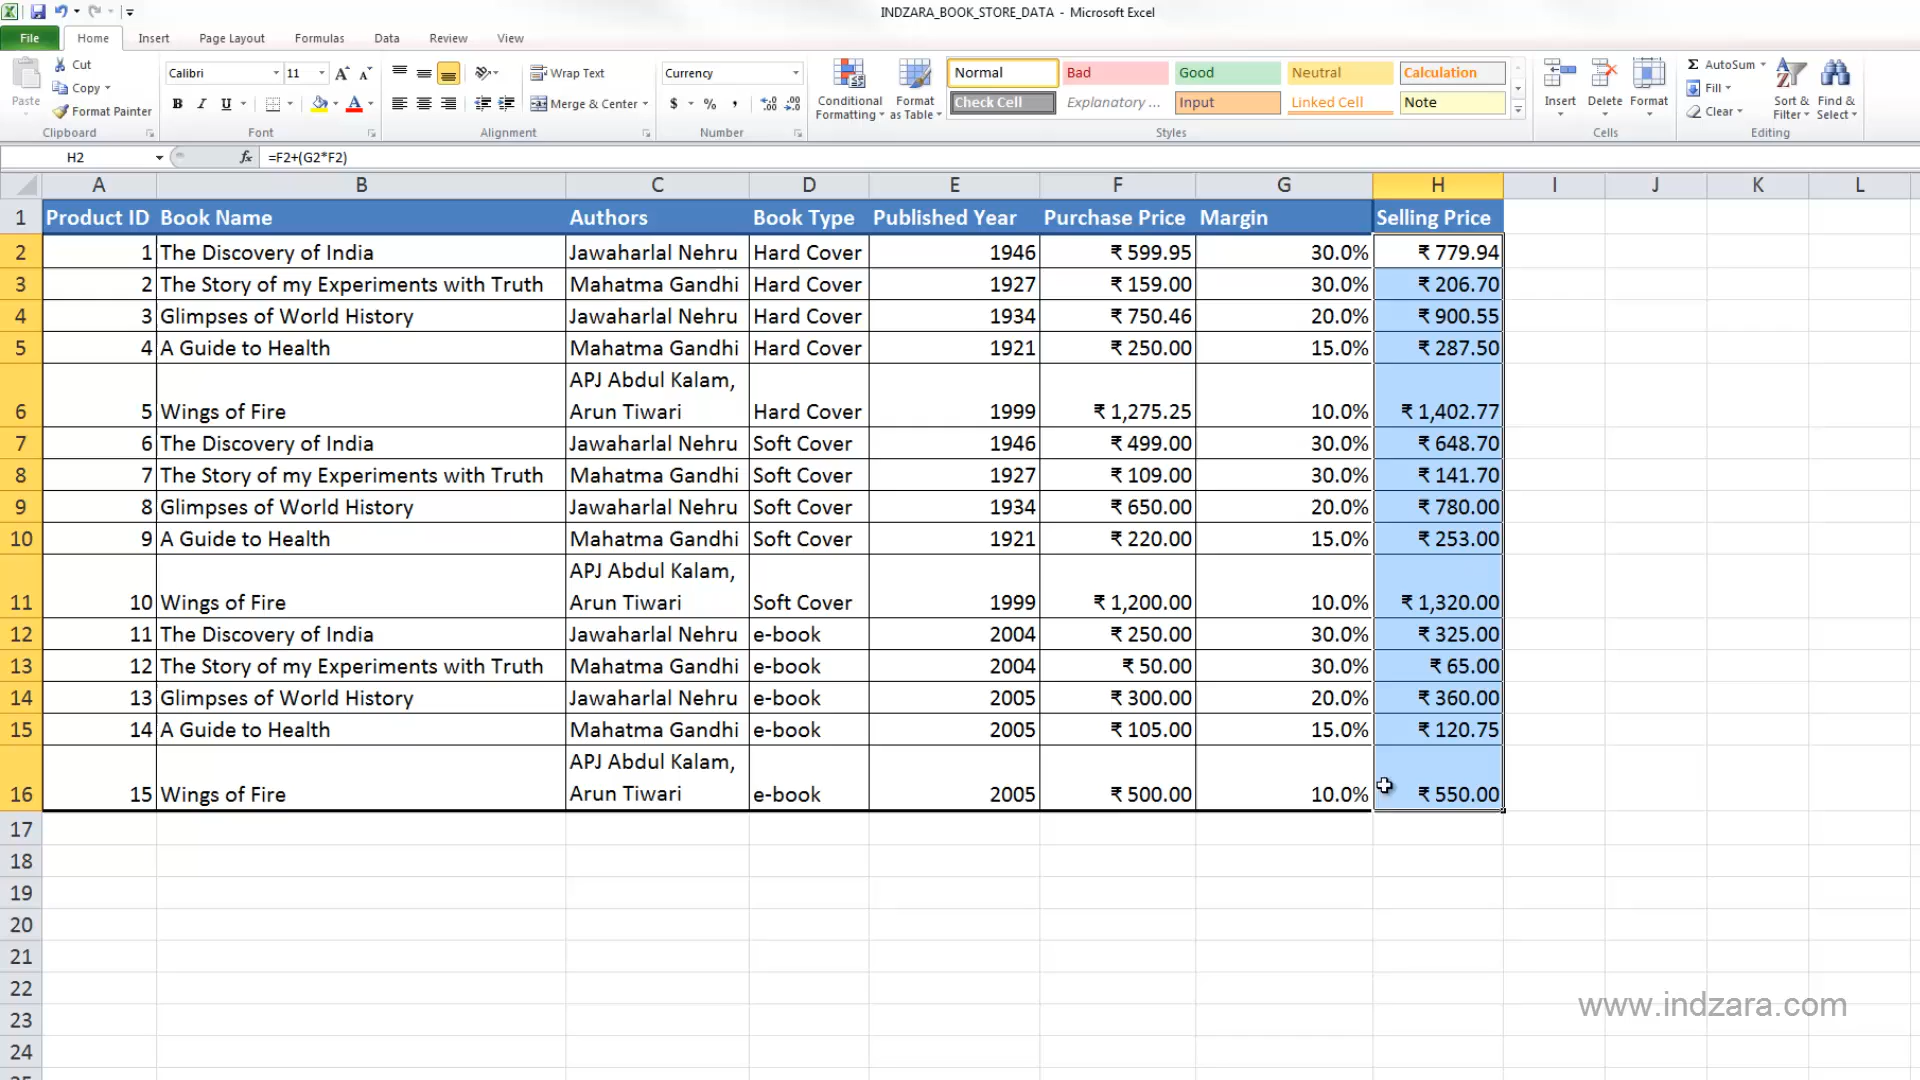 INDZARA_BOOK_STORE_DATA - Microsoft Excel
File Home Insert Page Layout Formulas Data Review View
Paste
Cut
Copy
Format Painter
Clipboard
Calibri 11
B I U
Font
Wrap Text
Merge & Center
Alignment
Currency
$ % ,
Number
Conditional Formatting
Format as Table
Normal Bad Good Neutral Calculation
Check Cell Explanatory ... Input Linked Cell Note
Styles
Insert Delete Format
Cells
Σ AutoSum
Fill
Clear
Sort & Filter
Find & Select
Editing
H2 fx =F2+(G2*F2)
A B C D E F G H I J K L
1 Product ID Book Name Authors Book Type Published Year Purchase Price Margin Selling Price
2 1 The Discovery of India Jawaharlal Nehru Hard Cover 1946 ₹ 599.95 30.0% ₹ 779.94
3 2 The Story of my Experiments with Truth Mahatma Gandhi Hard Cover 1927 ₹ 159.00 30.0% ₹ 206.70
4 3 Glimpses of World History Jawaharlal Nehru Hard Cover 1934 ₹ 750.46 20.0% ₹ 900.55
5 4 A Guide to Health Mahatma Gandhi Hard Cover 1921 ₹ 250.00 15.0% ₹ 287.50
APJ Abdul Kalam,
6 5 Wings of Fire Arun Tiwari Hard Cover 1999 ₹ 1,275.25 10.0% ₹ 1,402.77
7 6 The Discovery of India Jawaharlal Nehru Soft Cover 1946 ₹ 499.00 30.0% ₹ 648.70
8 7 The Story of my Experiments with Truth Mahatma Gandhi Soft Cover 1927 ₹ 109.00 30.0% ₹ 141.70
9 8 Glimpses of World History Jawaharlal Nehru Soft Cover 1934 ₹ 650.00 20.0% ₹ 780.00
10 9 A Guide to Health Mahatma Gandhi Soft Cover 1921 ₹ 220.00 15.0% ₹ 253.00
APJ Abdul Kalam,
11 10 Wings of Fire Arun Tiwari Soft Cover 1999 ₹ 1,200.00 10.0% ₹ 1,320.00
12 11 The Discovery of India Jawaharlal Nehru e-book 2004 ₹ 250.00 30.0% ₹ 325.00
13 12 The Story of my Experiments with Truth Mahatma Gandhi e-book 2004 ₹ 50.00 30.0% ₹ 65.00
14 13 Glimpses of World History Jawaharlal Nehru e-book 2005 ₹ 300.00 20.0% ₹ 360.00
15 14 A Guide to Health Mahatma Gandhi e-book 2005 ₹ 105.00 15.0% ₹ 120.75
APJ Abdul Kalam,
16 15 Wings of Fire Arun Tiwari e-book 2005 ₹ 500.00 10.0% ₹ 550.00
17
18
19
20
21
22
23
24
www.indzara.com